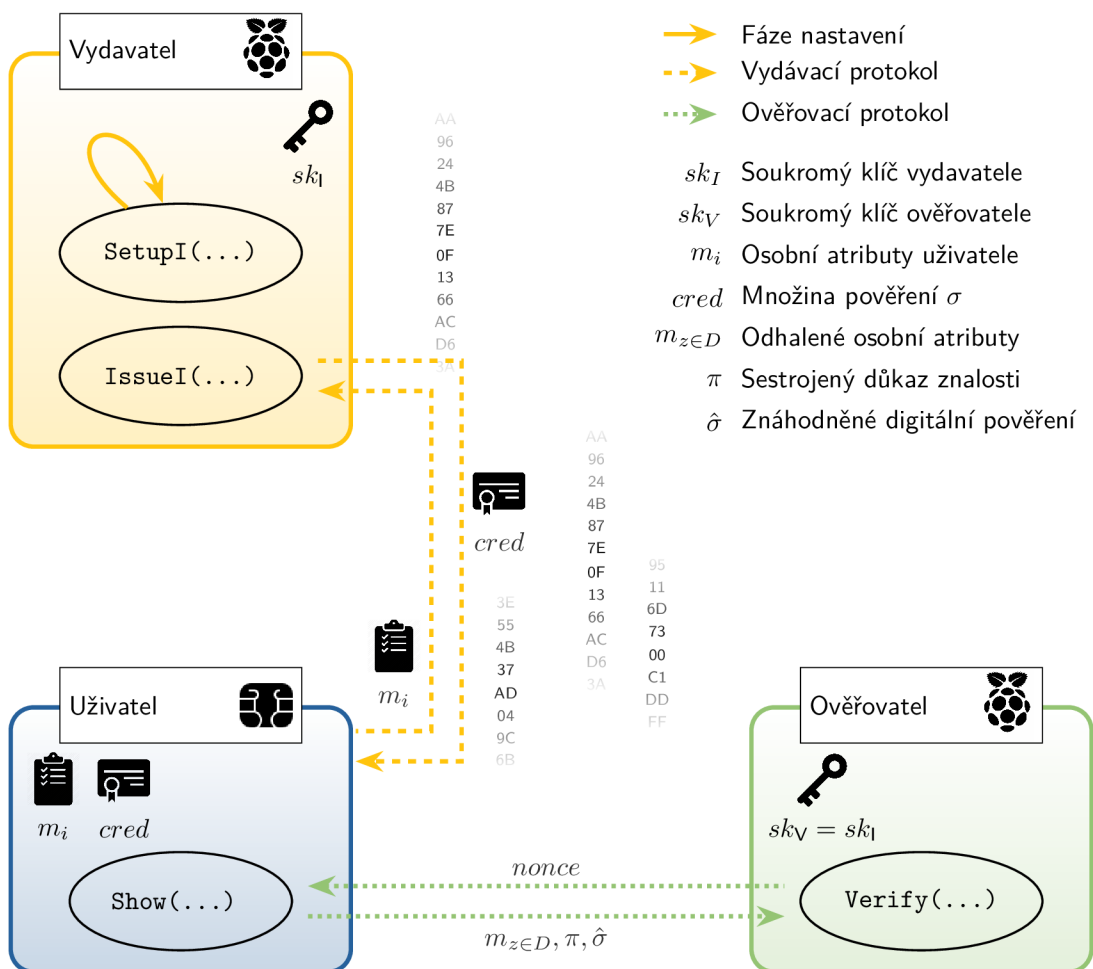 Vydavatel
sk_I
SetupI(...)
IssueI(...)
Fáze nastavení
Vydávací protokol
Ověřovací protokol
sk_I Soukromý klíč vydavatele
sk_V Soukromý klíč ověřovatele
m_i Osobní atributy uživatele
cred Množina pověření σ
m_{z∈D} Odhalené osobní atributy
π Sestrojený důkaz znalosti
σ̂ Znáhodněné digitální pověření
AA
96
24
4B
87
7E
0F
13
66
AC
D6
3A
cred
m_i
AA
96
24
4B
87
7E
0F
13
66
AC
D6
3A
3E
55
4B
37
AD
04
9C
6B
95
11
6D
73
00
C1
DD
FF
Uživatel
m_i cred
Show(...)
nonce
m_{z∈D}, π, σ̂
Ověřovatel
sk_V = sk_I
Verify(...)